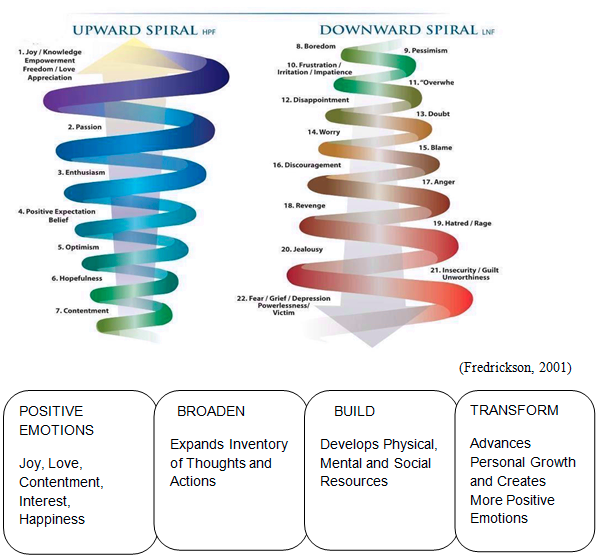 UPWARD SPIRAL HPF
1. Joy / Knowledge
Empowerment
Freedom / Love
Appreciation
2. Passion
3. Enthusiasm
4. Positive Expectation
Belief
5. Optimism
6. Hopefulness
7. Contentment
DOWNWARD SPIRAL LNF
8. Boredom
9. Pessimism
10. Frustration /
Irritation / Impatience
11. "Overwhe
12. Disappointment
13. Doubt
14. Worry
15. Blame
16. Discouragement
17. Anger
18. Revenge
19. Hatred / Rage
20. Jealousy
21. Insecurity / Guilt
Unworthiness
22. Fear / Grief / Depression
Powerlessness/
Victim
(Fredrickson, 2001)
POSITIVE
EMOTIONS
Joy, Love,
Contentment,
Interest,
Happiness
BROADEN
Expands Inventory
of Thoughts and
Actions
BUILD
Develops Physical,
Mental and Social
Resources
TRANSFORM
Advances
Personal Growth
and Creates
More Positive
Emotions